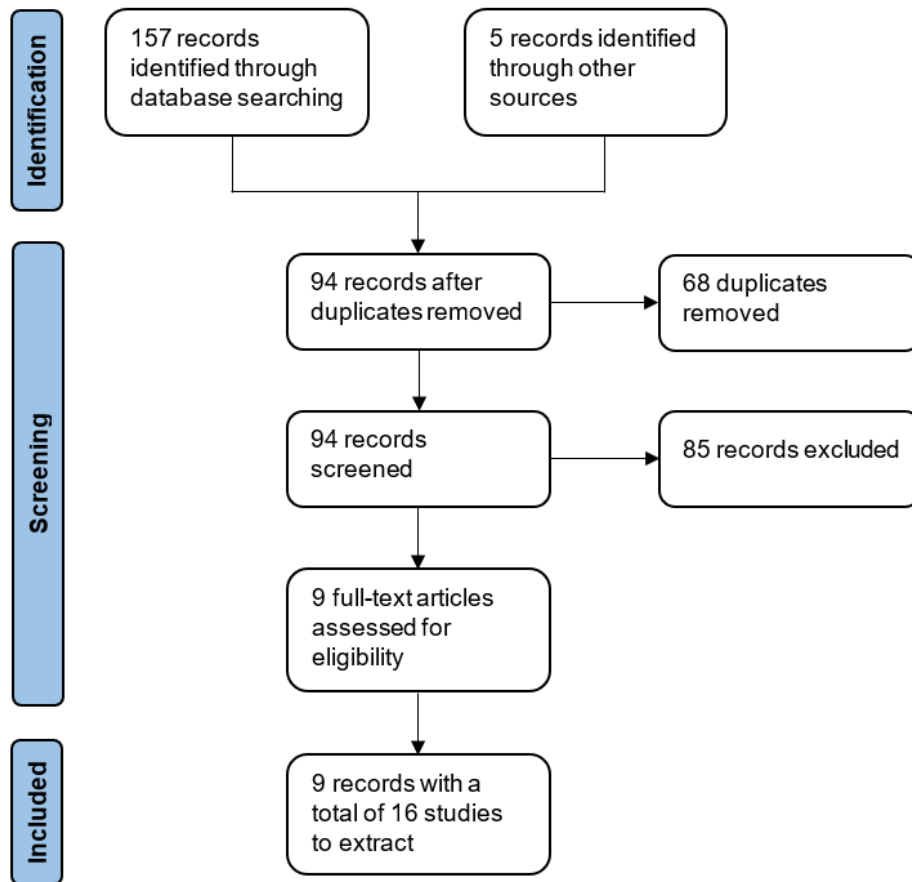 Identification
157 records
identified through
database searching
5 records identified
through other
sources
Screening
94 records after
duplicates removed
68 duplicates
removed
94 records
screened
85 records excluded
9 full-text articles
assessed for
eligibility
Included
9 records with a
total of 16 studies
to extract